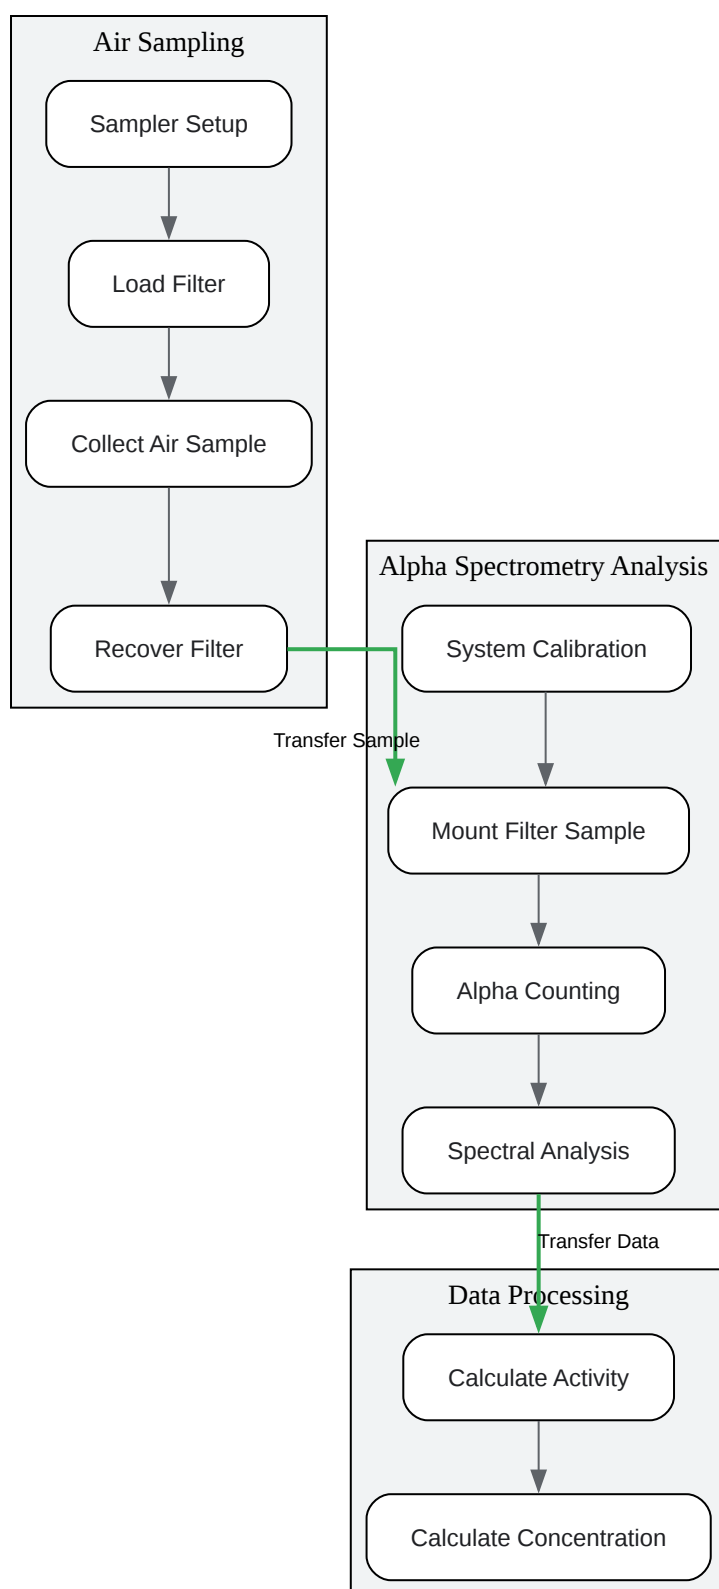 Air Sampling
Sampler Setup
Load Filter
Collect Air Sample
Recover Filter
Transfer Sample
Alpha Spectrometry Analysis
System Calibration
Mount Filter Sample
Alpha Counting
Spectral Analysis
Transfer Data
Data Processing
Calculate Activity
Calculate Concentration